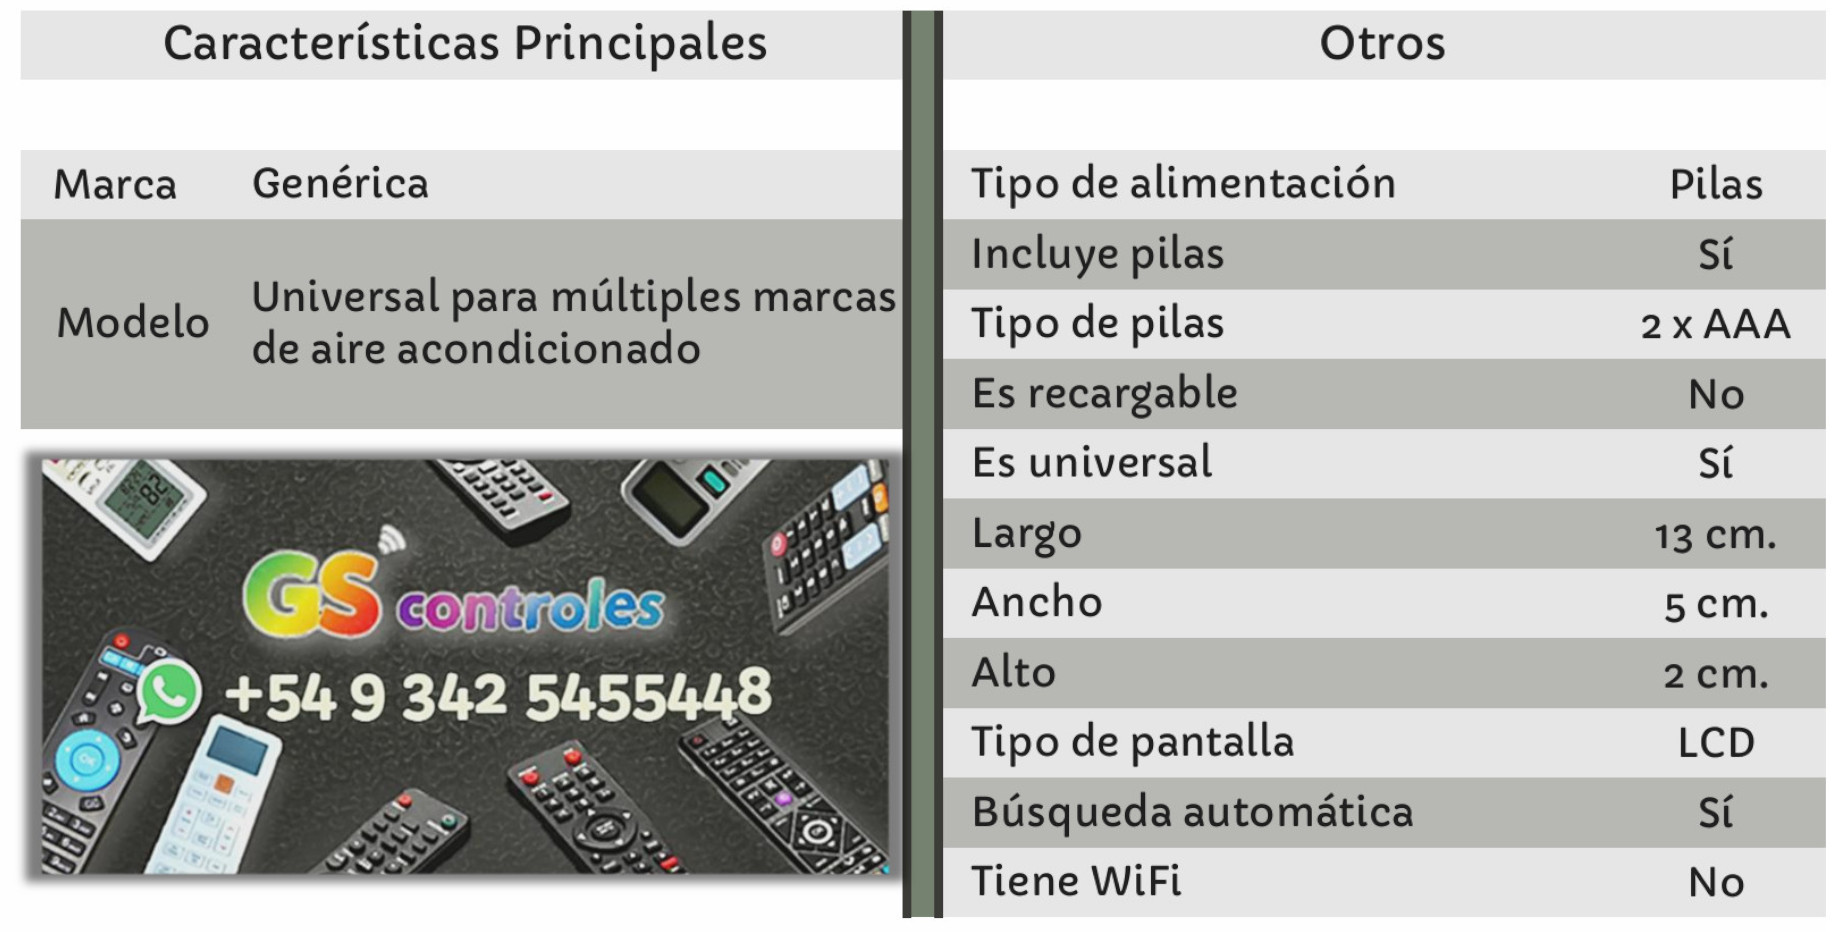 Características Principales
Marca Genérica
Modelo Universal para múltiples marcas
de aire acondicionado
GS controles
+54 9 342 5455448
Otros
Tipo de alimentación Pilas
Incluye pilas Sí
Tipo de pilas 2 x AAA
Es recargable No
Es universal Sí
Largo 13 cm.
Ancho 5 cm.
Alto 2 cm.
Tipo de pantalla LCD
Búsqueda automática Sí
Tiene WiFi No